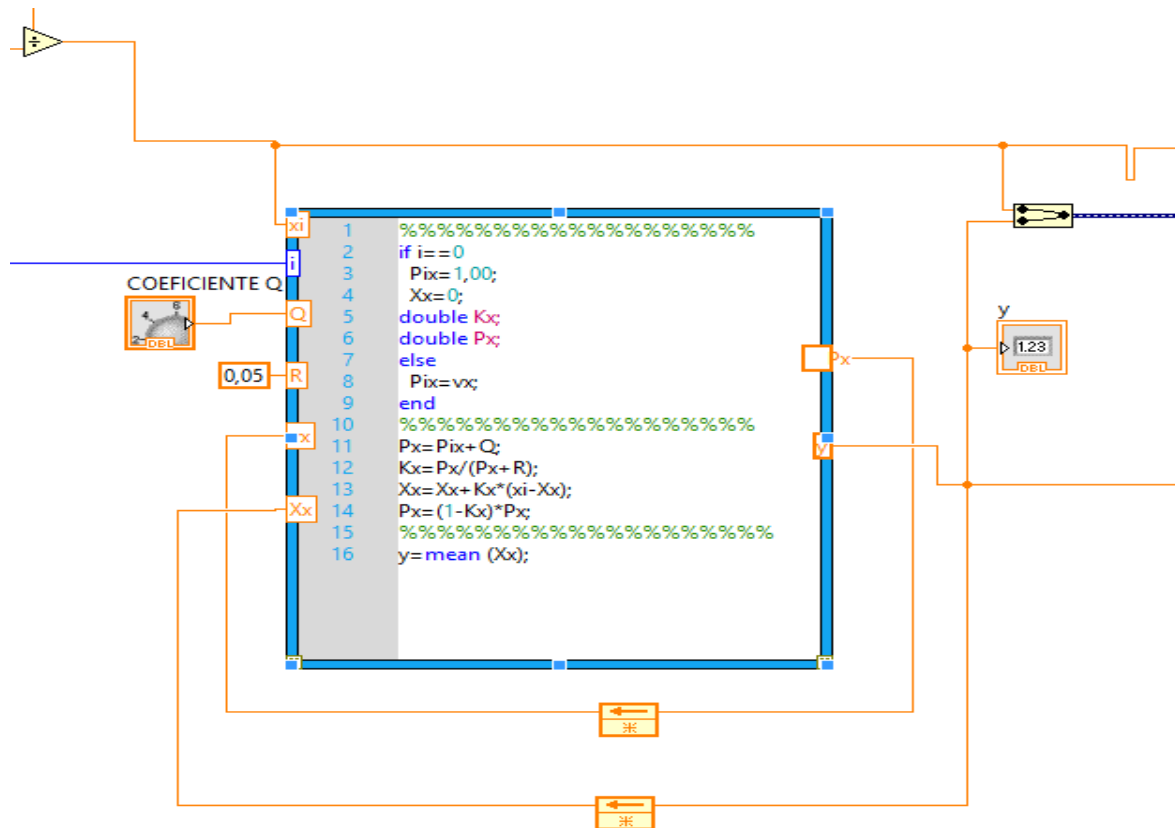 ÷
xi
i
COEFICIENTE Q
2 4 6
DBL
Q
0,05
R
x
Xx
1 %%%%%%%%%%%%%%%%%%%
2 if i==0
3 Pix=1,00;
4 Xx=0;
5 double Kx;
6 double Px;
7 else
8 Pix=vx;
9 end
10 %%%%%%%%%%%%%%%%%%%
11 Px=Pix+Q;
12 Kx=Px/(Px+R);
13 Xx=Xx+Kx*(xi-Xx);
14 Px=(1-Kx)*Px;
15 %%%%%%%%%%%%%%%%%%%%
16 y=mean (Xx);
Px
y
y
1.23
DBL